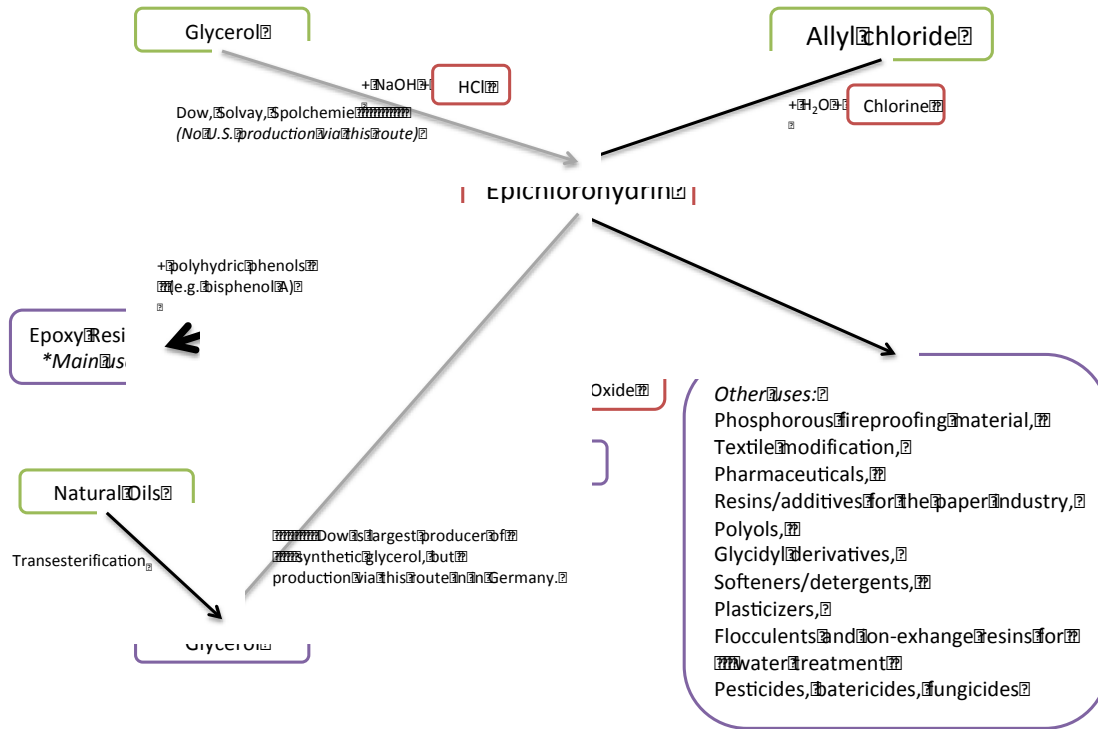 Glycerol
Allyl chloride
+ NaOH +
HCl
Dow, Solvay, Spolchemie
(No U.S. production via this route)
+ H₂O +
Chlorine
Epichlorohydrin
+ polyhydric phenols
(e.g. bisphenol A)
Epoxy Resi
*Main us
Oxide
Other uses:
Phosphorous fireproofing material,
Textile modification,
Pharmaceuticals,
Resins/additives for the paper industry,
Polyols,
Glycidyl derivatives,
Softeners/detergents,
Plasticizers,
Flocculents and ion-exhange resins for
water treatment
Pesticides, batericides, fungicides
Natural Oils
Transesterification
Dow is largest producer of
synthetic glycerol, but
production via this route in in Germany.
Glycerol